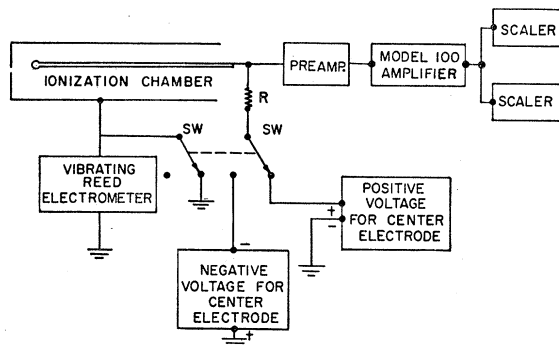 SCALER
IONIZATION CHAMBER
PREAMP.
MODEL 100
AMPLIFIER
SCALER
R
SW
SW
VIBRATING
REED
ELECTROMETER
POSITIVE
VOLTAGE
FOR CENTER
ELECTRODE
+
-
-
NEGATIVE
VOLTAGE FOR
CENTER
ELECTRODE
+